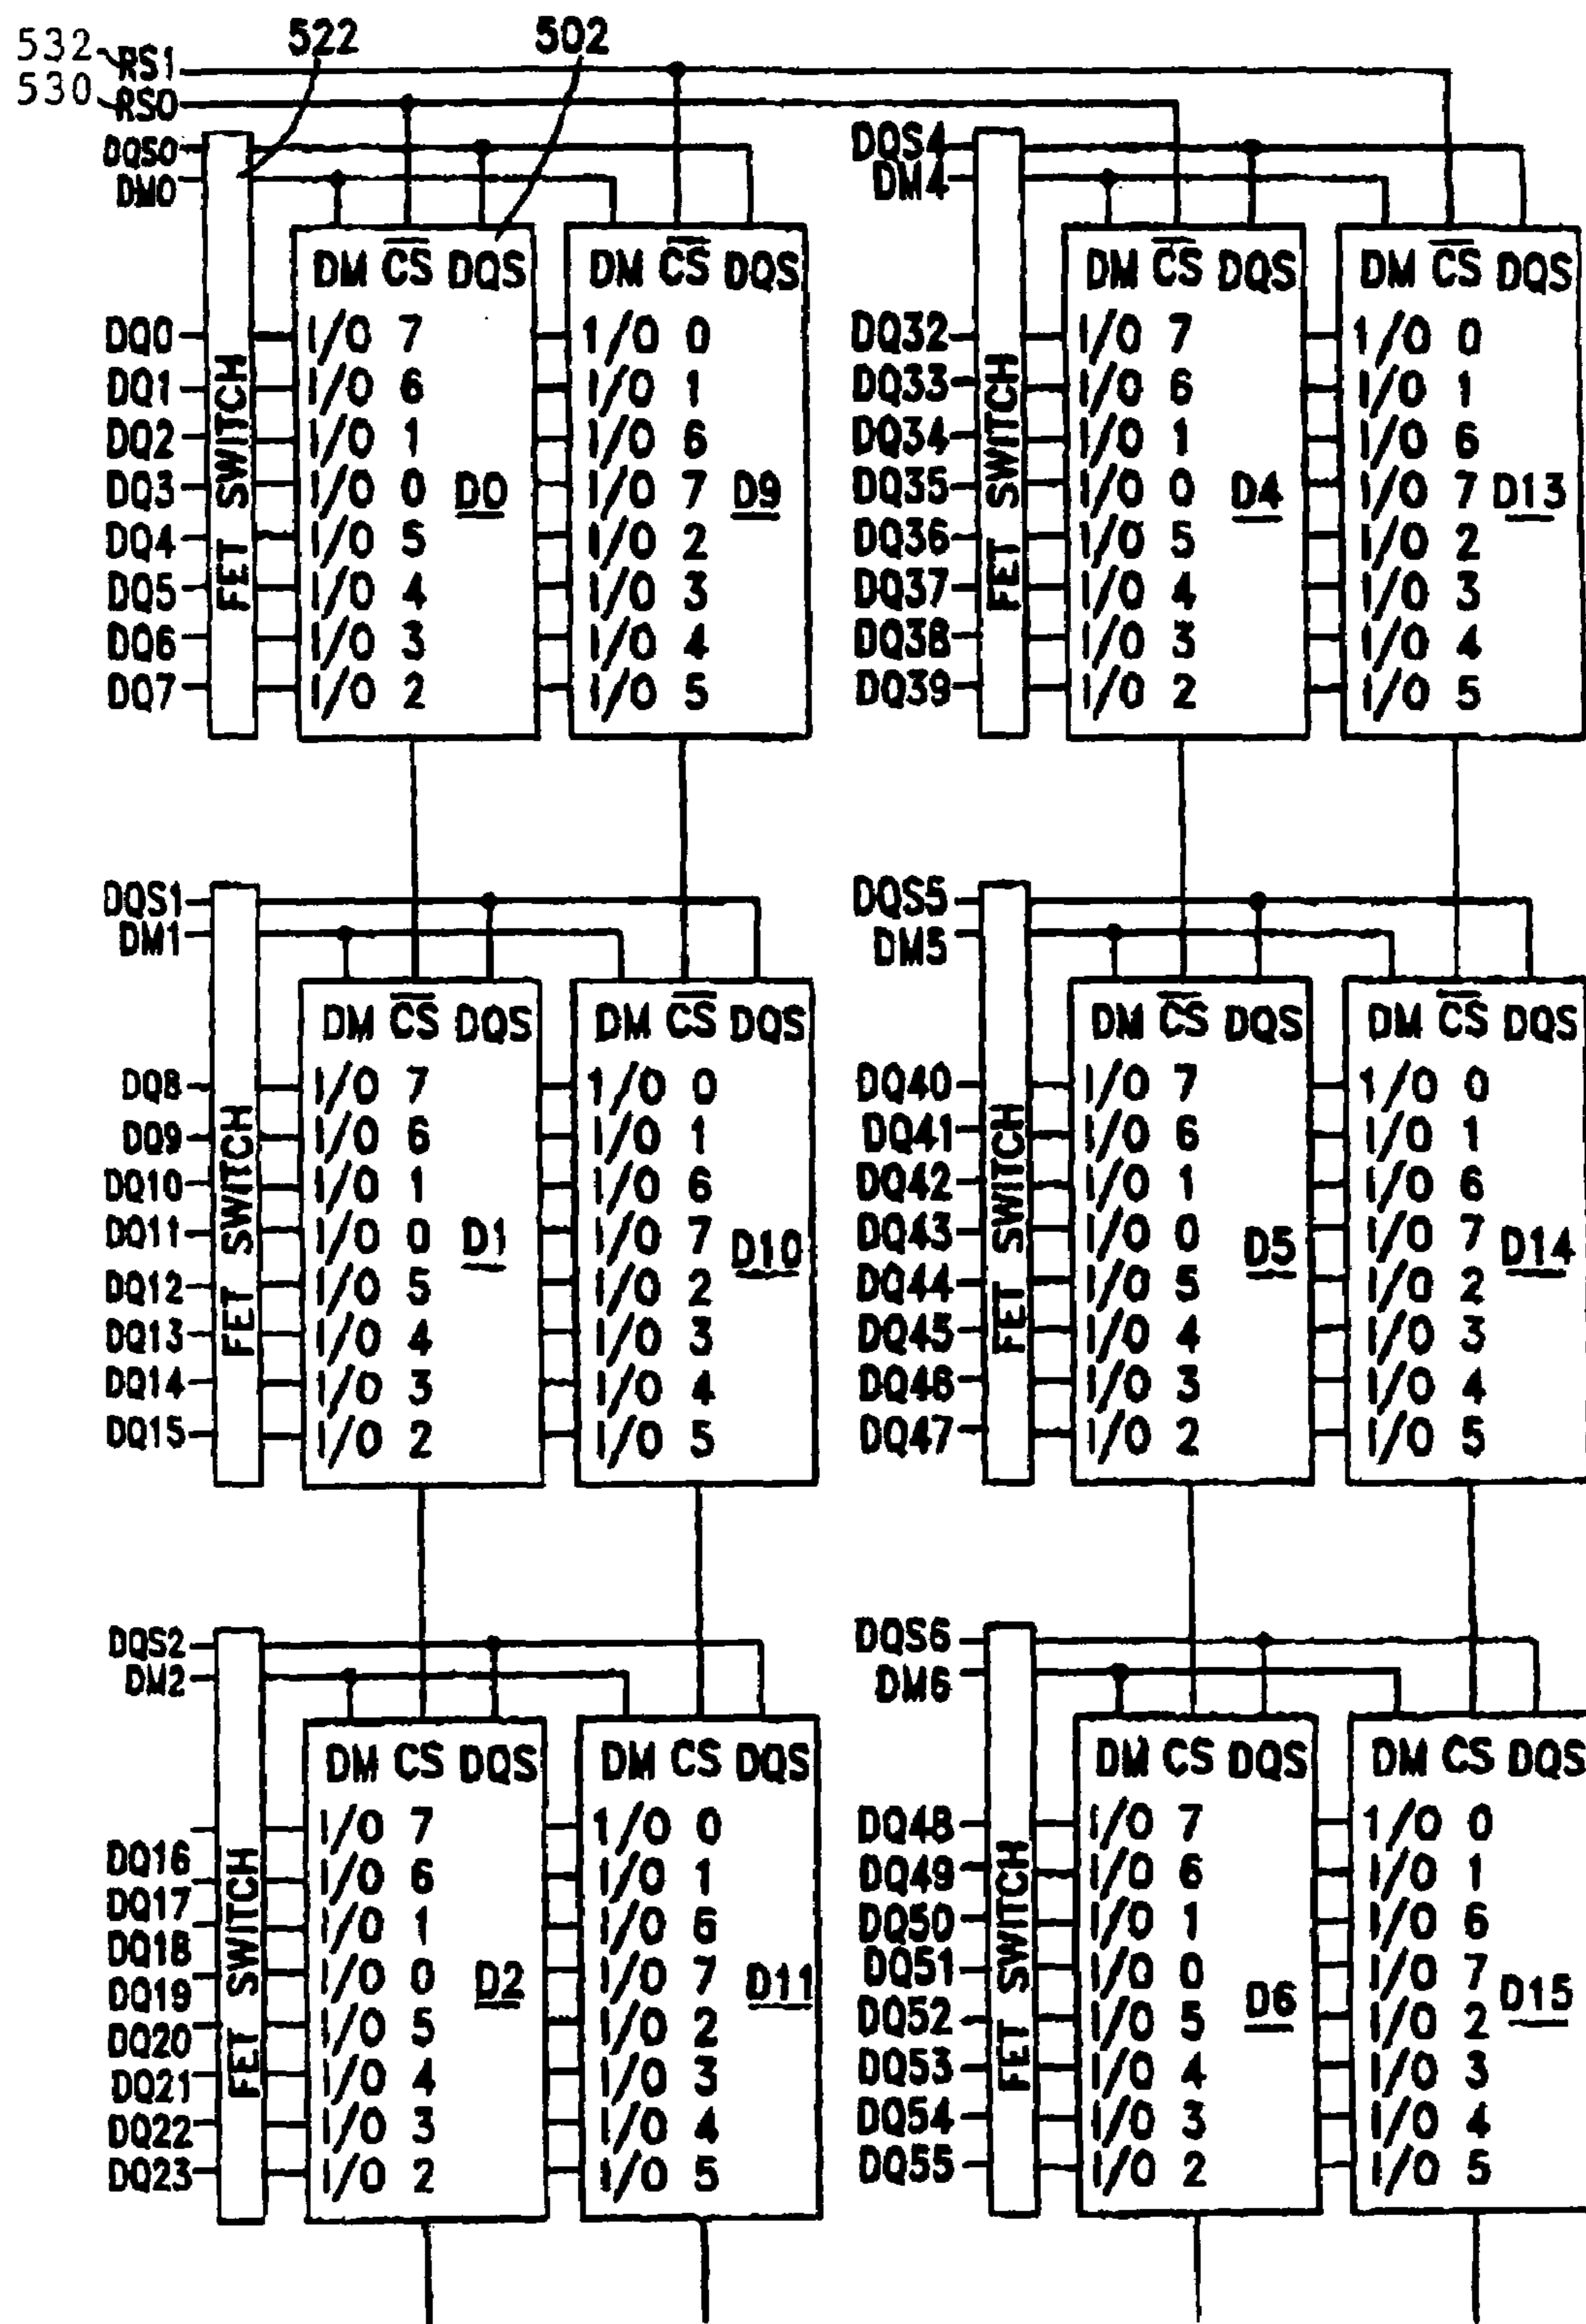 532 RS1 522 502
530 RS0
DQS0
DM0
DM CS DQS
DM CS DQS
DQ0 I/O 7 1/O 0
DQ1 I/O 6 I/O 1
DQ2 I/O 1 I/O 6
DQ3 I/O 0 D0 I/O 7 D9
DQ4 I/O 5 I/O 2
DQ5 I/O 4 I/O 3
DQ6 I/O 3 I/O 4
DQ7 I/O 2 I/O 5
FET SWITCH
DQS4
DM4
DM CS DQS
DM CS DQS
DQ32 I/O 7 1/O 0
DQ33 I/O 6 I/O 1
DQ34 I/O 1 I/O 6
DQ35 I/O 0 D4 I/O 7 D13
DQ36 I/O 5 I/O 2
DQ37 I/O 4 I/O 3
DQ38 I/O 3 I/O 4
DQ39 I/O 2 I/O 5
FET SWITCH
DQS1
DM1
DM CS DQS
DM CS DQS
DQ8 I/O 7 1/O 0
DQ9 I/O 6 I/O 1
DQ10 I/O 1 I/O 6
DQ11 I/O 0 D1 I/O 7 D10
DQ12 I/O 5 I/O 2
DQ13 I/O 4 I/O 3
DQ14 I/O 3 I/O 4
DQ15 I/O 2 I/O 5
FET SWITCH
DQS5
DM5
DM CS DQS
DM CS DQS
DQ40 I/O 7 1/O 0
DQ41 I/O 6 I/O 1
DQ42 I/O 1 I/O 6
DQ43 I/O 0 D5 I/O 7 D14
DQ44 I/O 5 I/O 2
DQ45 I/O 4 I/O 3
DQ46 I/O 3 I/O 4
DQ47 I/O 2 I/O 5
FET SWITCH
DQS2
DM2
DM CS DQS
DM CS DQS
DQ16 I/O 7 1/O 0
DQ17 I/O 6 I/O 1
DQ18 I/O 1 I/O 6
DQ19 I/O 0 D2 I/O 7 D11
DQ20 I/O 5 I/O 2
DQ21 I/O 4 I/O 3
DQ22 I/O 3 I/O 4
DQ23 I/O 2 I/O 5
FET SWITCH
DQS6
DM6
DM CS DQS
DM CS DQS
DQ48 I/O 7 1/O 0
DQ49 I/O 6 I/O 1
DQ50 I/O 1 I/O 6
DQ51 I/O 0 D6 I/O 7 D15
DQ52 I/O 5 I/O 2
DQ53 I/O 4 I/O 3
DQ54 I/O 3 I/O 4
DQ55 I/O 2 I/O 5
FET SWITCH